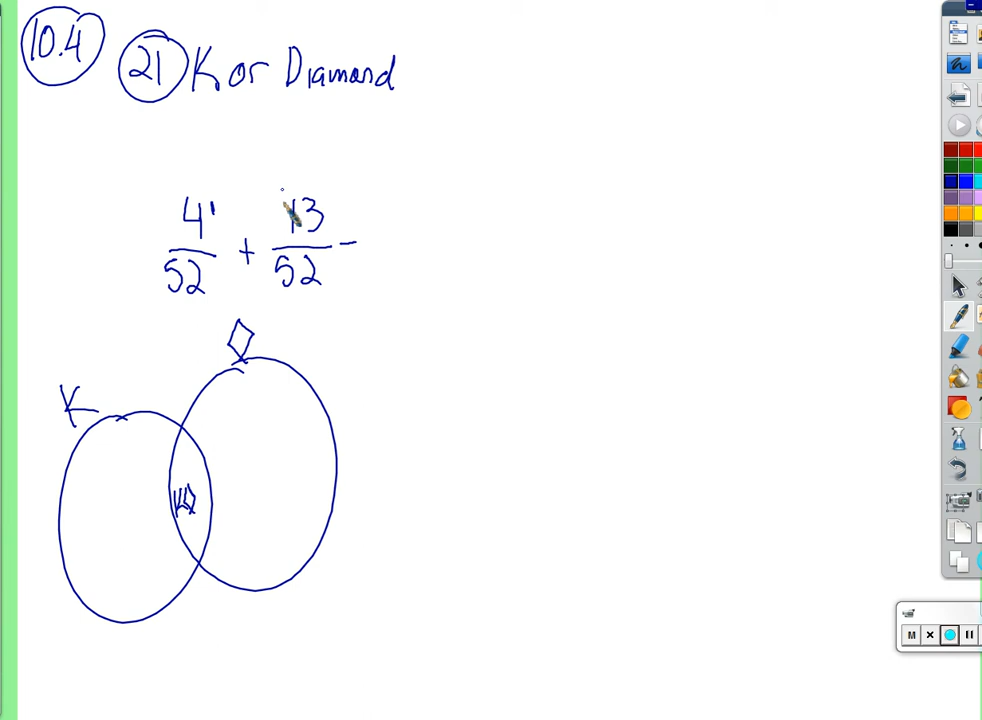 10.4
21 K or Diamond
4 13
— + — –
52 52
◇
K
K◇
M